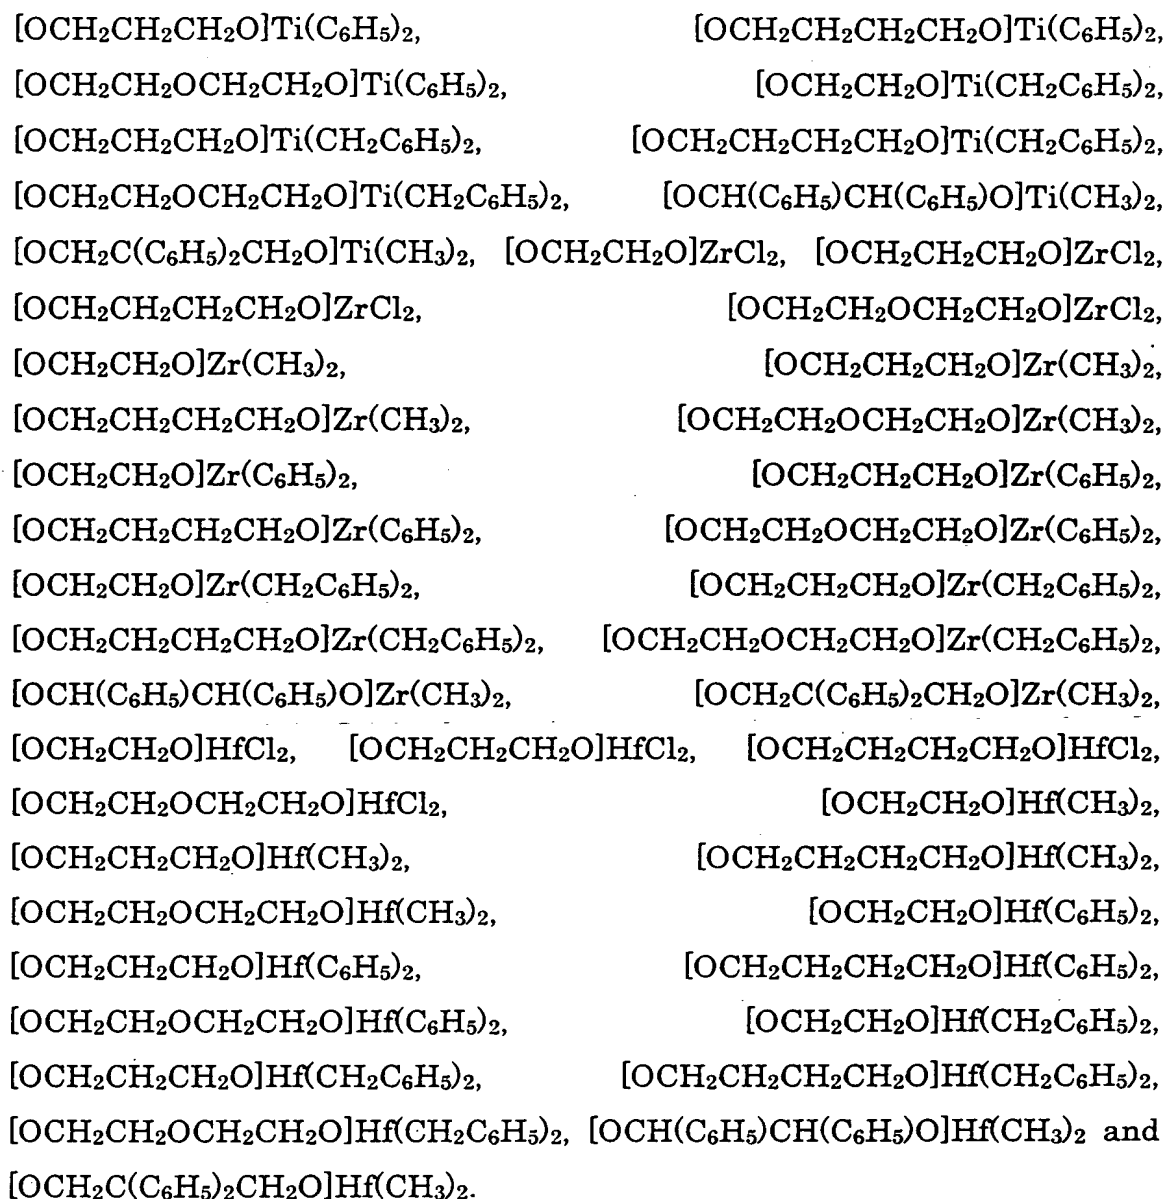 [OCH2CH2CH2O]Ti(C6H5)2, [OCH2CH2CH2CH2O]Ti(C6H5)2,
[OCH2CH2OCH2CH2O]Ti(C6H5)2, [OCH2CH2O]Ti(CH2C6H5)2,
[OCH2CH2CH2O]Ti(CH2C6H5)2, [OCH2CH2CH2CH2O]Ti(CH2C6H5)2,
[OCH2CH2OCH2CH2O]Ti(CH2C6H5)2, [OCH(C6H5)CH(C6H5)O]Ti(CH3)2,
[OCH2C(C6H5)2CH2O]Ti(CH3)2, [OCH2CH2O]ZrCl2, [OCH2CH2CH2O]ZrCl2,
[OCH2CH2CH2CH2O]ZrCl2, [OCH2CH2OCH2CH2O]ZrCl2,
[OCH2CH2O]Zr(CH3)2, [OCH2CH2CH2O]Zr(CH3)2,
[OCH2CH2CH2CH2O]Zr(CH3)2, [OCH2CH2OCH2CH2O]Zr(CH3)2,
[OCH2CH2O]Zr(C6H5)2, [OCH2CH2CH2O]Zr(C6H5)2,
[OCH2CH2CH2CH2O]Zr(C6H5)2, [OCH2CH2OCH2CH2O]Zr(C6H5)2,
[OCH2CH2O]Zr(CH2C6H5)2, [OCH2CH2CH2O]Zr(CH2C6H5)2,
[OCH2CH2CH2CH2O]Zr(CH2C6H5)2, [OCH2CH2OCH2CH2O]Zr(CH2C6H5)2,
[OCH(C6H5)CH(C6H5)O]Zr(CH3)2, [OCH2C(C6H5)2CH2O]Zr(CH3)2,
[OCH2CH2O]HfCl2, [OCH2CH2CH2O]HfCl2, [OCH2CH2CH2CH2O]HfCl2,
[OCH2CH2OCH2CH2O]HfCl2, [OCH2CH2O]Hf(CH3)2,
[OCH2CH2CH2O]Hf(CH3)2, [OCH2CH2CH2CH2O]Hf(CH3)2,
[OCH2CH2OCH2CH2O]Hf(CH3)2, [OCH2CH2O]Hf(C6H5)2,
[OCH2CH2CH2O]Hf(C6H5)2, [OCH2CH2CH2CH2O]Hf(C6H5)2,
[OCH2CH2OCH2CH2O]Hf(C6H5)2, [OCH2CH2O]Hf(CH2C6H5)2,
[OCH2CH2CH2O]Hf(CH2C6H5)2, [OCH2CH2CH2CH2O]Hf(CH2C6H5)2,
[OCH2CH2OCH2CH2O]Hf(CH2C6H5)2, [OCH(C6H5)CH(C6H5)O]Hf(CH3)2 and
[OCH2C(C6H5)2CH2O]Hf(CH3)2.